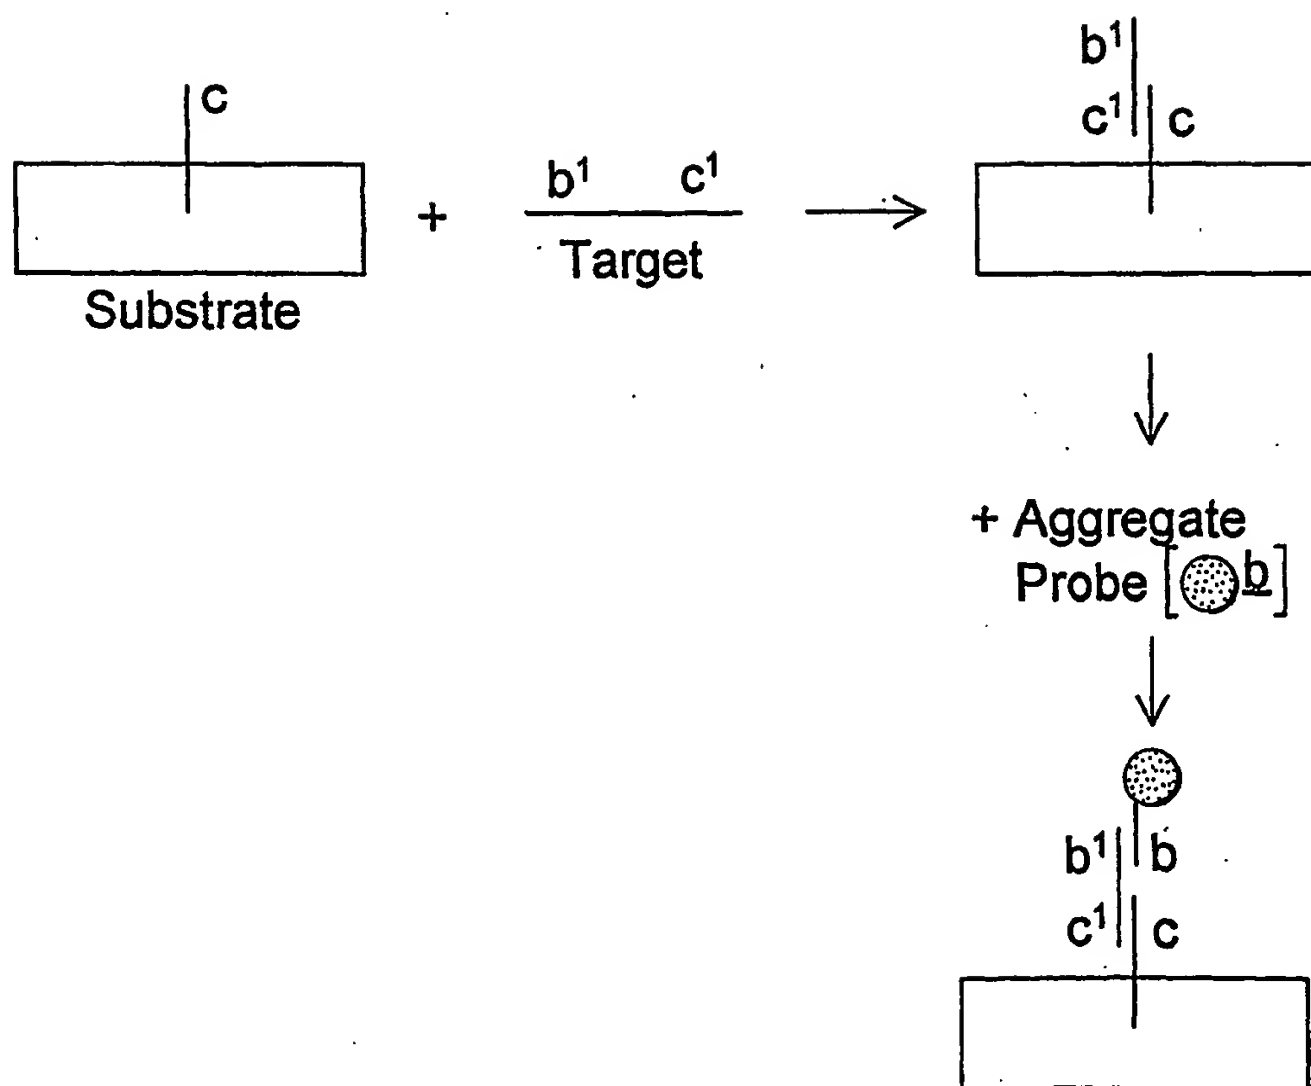 c
Substrate
+
b¹ c¹
Target
b¹
c¹ c
+ Aggregate
Probe [ b]
b¹ b
c¹ c